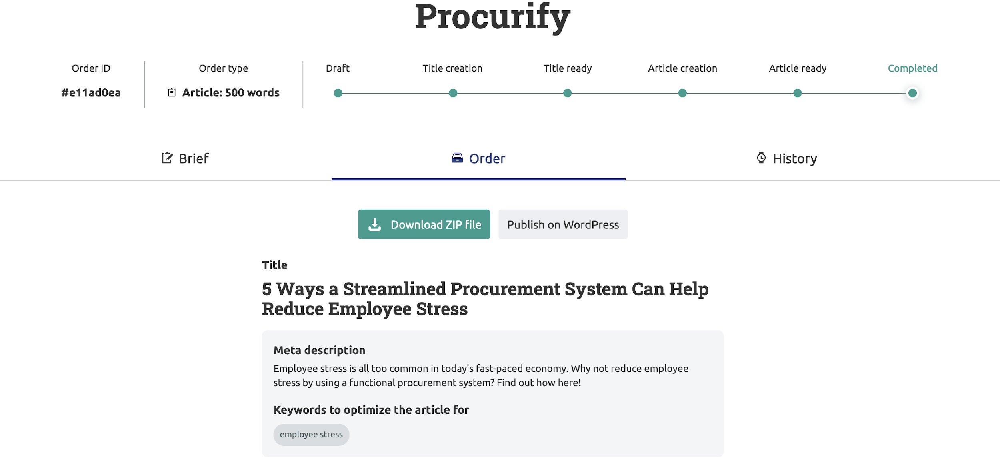 Procurify
Order ID
#e11ad0ea
Order type
Article: 500 words
Draft
Title creation
Title ready
Article creation
Article ready
Completed
Brief
Order
History
Download ZIP file
Publish on WordPress
Title
5 Ways a Streamlined Procurement System Can Help
Reduce Employee Stress
Meta description
Employee stress is all too common in today's fast-paced economy. Why not reduce employee
stress by using a functional procurement system? Find out how here!
Keywords to optimize the article for
employee stress